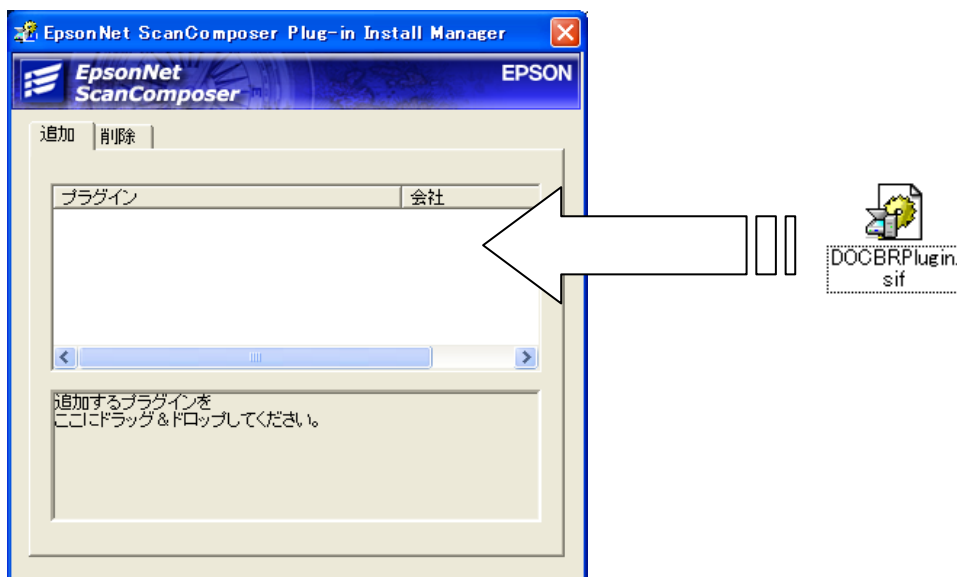 EpsonNet ScanComposer Plug-in Install Manager
EpsonNet
ScanComposer
EPSON
追加
削除
プラグイン
会社
追加するプラグインを
ここにドラッグ&ドロップしてください。
DOCBRPlugin.
sif